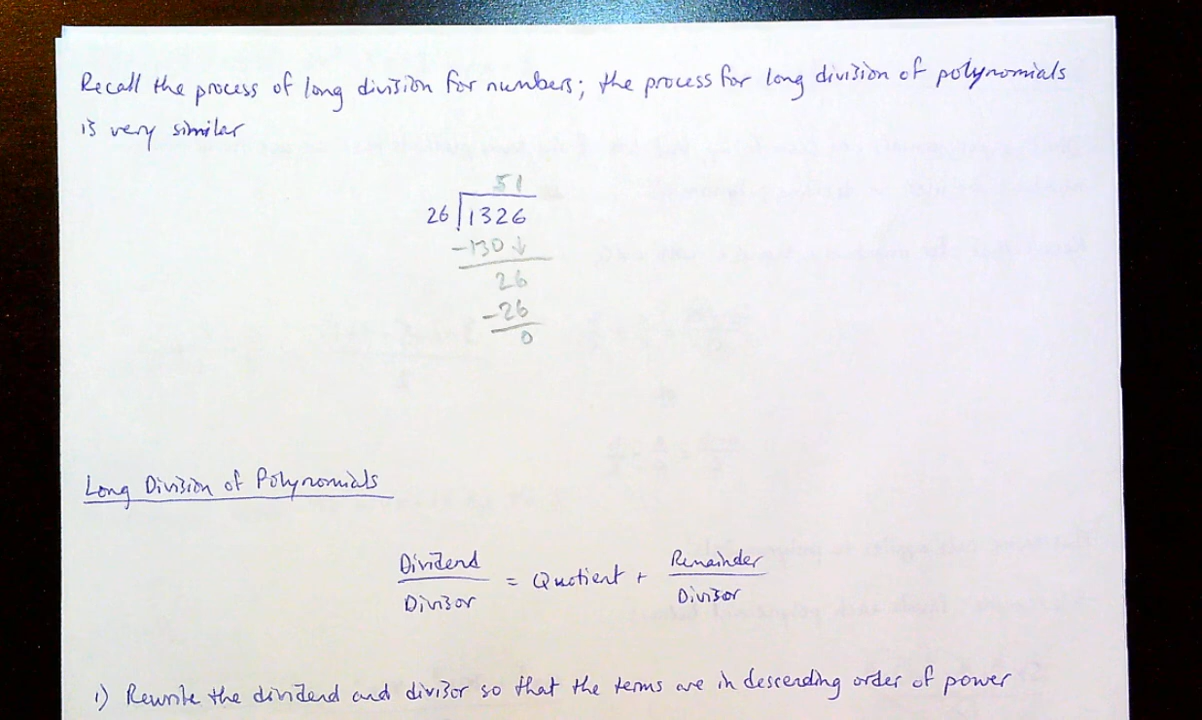 Recall the process of long division for numbers; the process for long division of polynomials
is very similar
51
26 1326
-130↓
26
-26
0
Long Division of Polynomials
Dividend = Quotient + Remainder
Divisor Divisor
1) Rewrite the dividend and divisor so that the terms are in descending order of power